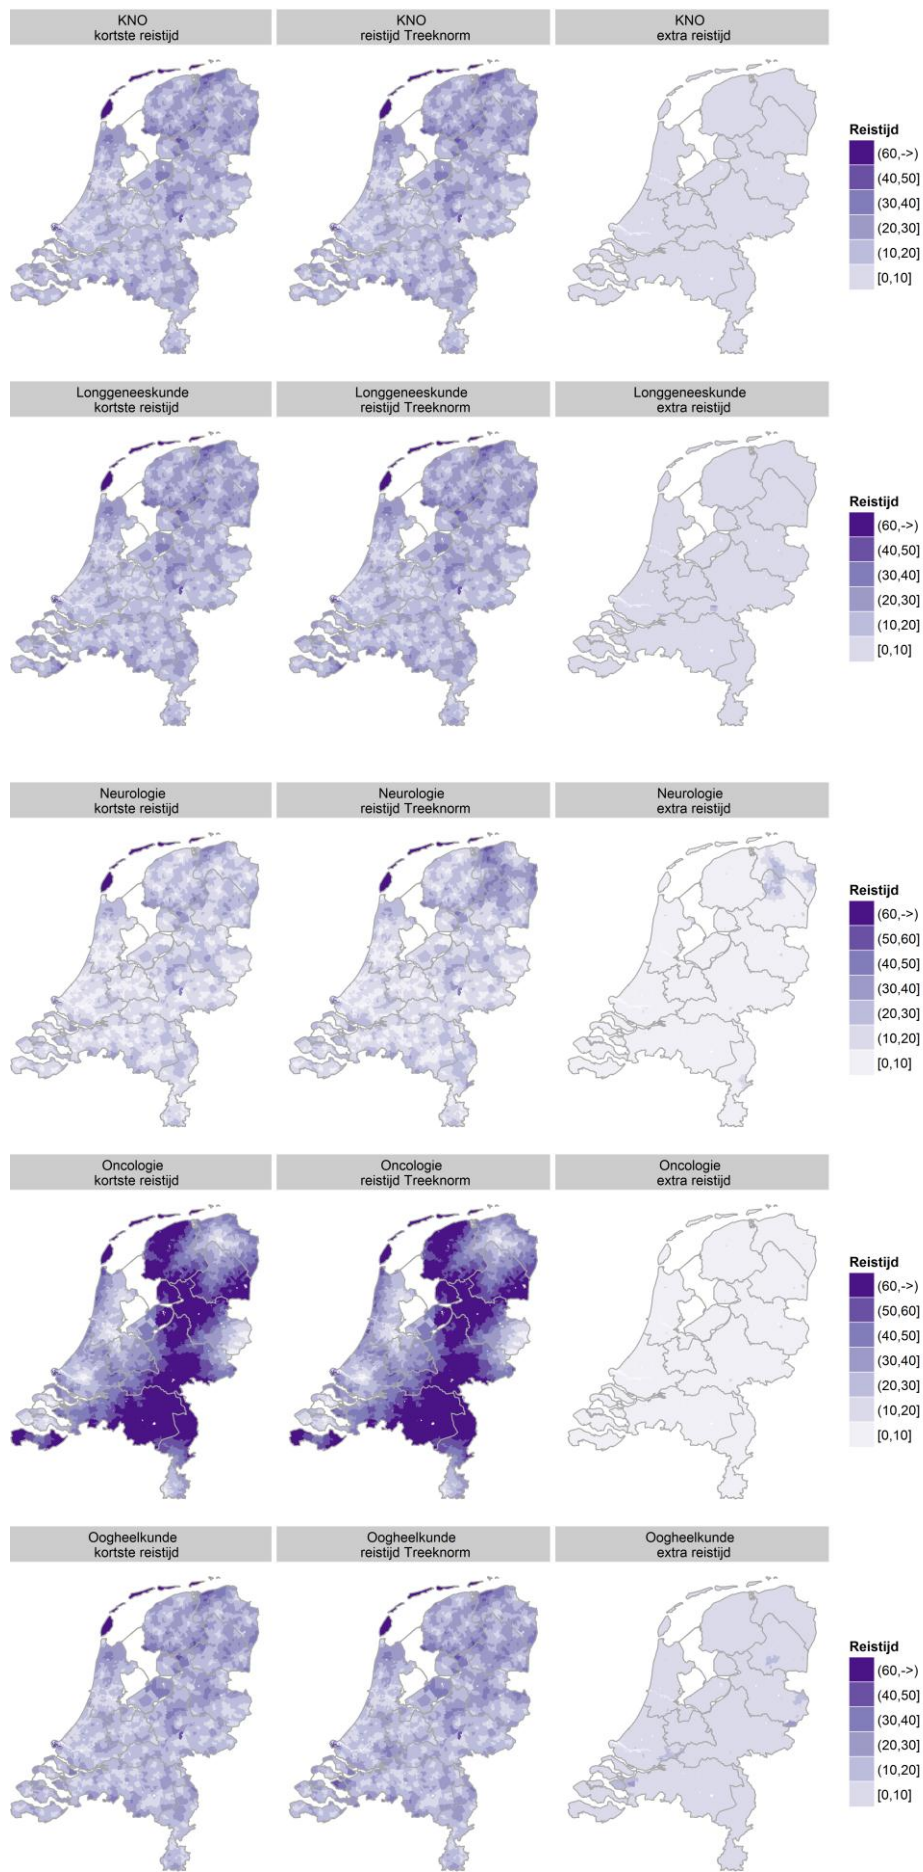 KNO
kortste reistijd
KNO
reistijd Treeknorm
KNO
extra reistijd
Reistijd
(60,->)
(40,50]
(30,40]
(20,30]
(10,20]
[0,10]
Longgeneeskunde
kortste reistijd
Longgeneeskunde
reistijd Treeknorm
Longgeneeskunde
extra reistijd
Reistijd
(60,->)
(40,50]
(30,40]
(20,30]
(10,20]
[0,10]
Neurologie
kortste reistijd
Neurologie
reistijd Treeknorm
Neurologie
extra reistijd
Reistijd
(60,->)
(50,60]
(40,50]
(30,40]
(20,30]
(10,20]
[0,10]
Oncologie
kortste reistijd
Oncologie
reistijd Treeknorm
Oncologie
extra reistijd
Reistijd
(60,->)
(50,60]
(40,50]
(30,40]
(20,30]
(10,20]
[0,10]
Oogheelkunde
kortste reistijd
Oogheelkunde
reistijd Treeknorm
Oogheelkunde
extra reistijd
Reistijd
(60,->)
(40,50]
(30,40]
(20,30]
(10,20]
[0,10]